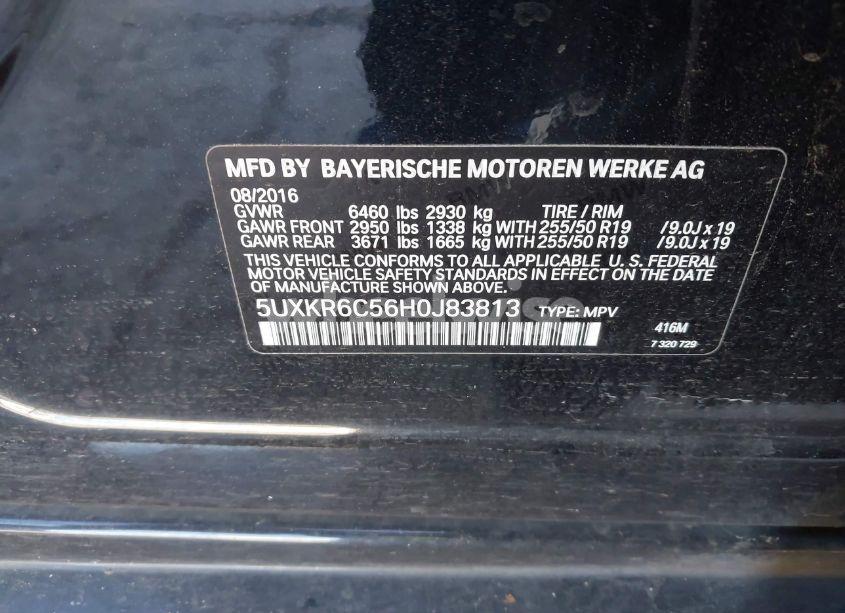 MFD BY BAYERISCHE MOTOREN WERKE AG
08/2016
GVWR 6460 lbs 2930 kg TIRE / RIM
GAWR FRONT 2950 lbs 1338 kg WITH 255/50 R19 /9.0J x 19
GAWR REAR 3671 lbs 1665 kg WITH 255/50 R19 /9.0J x 19
THIS VEHICLE CONFORMS TO ALL APPLICABLE U. S. FEDERAL
MOTOR VEHICLE SAFETY STANDARDS IN EFFECT ON THE DATE
OF MANUFACTURE SHOWN ABOVE.
5UXKR6C56H0J83813 TYPE: MPV
416M
7 320 729